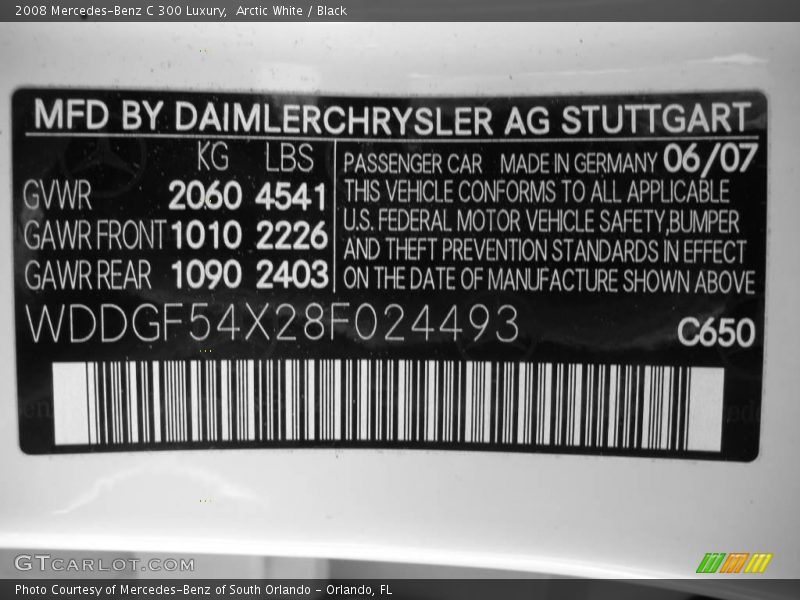 2008 Mercedes-Benz C 300 Luxury, Arctic White / Black
MFD BY DAIMLERCHRYSLER AG STUTTGART
KG LBS
GVWR 2060 4541
GAWR FRONT 1010 2226
GAWR REAR 1090 2403
PASSENGER CAR MADE IN GERMANY 06/07
THIS VEHICLE CONFORMS TO ALL APPLICABLE
U.S. FEDERAL MOTOR VEHICLE SAFETY,BUMPER
AND THEFT PREVENTION STANDARDS IN EFFECT
ON THE DATE OF MANUFACTURE SHOWN ABOVE
WDDGF54X28F024493
C650
GTCARLOT.COM
Photo Courtesy of Mercedes-Benz of South Orlando - Orlando, FL